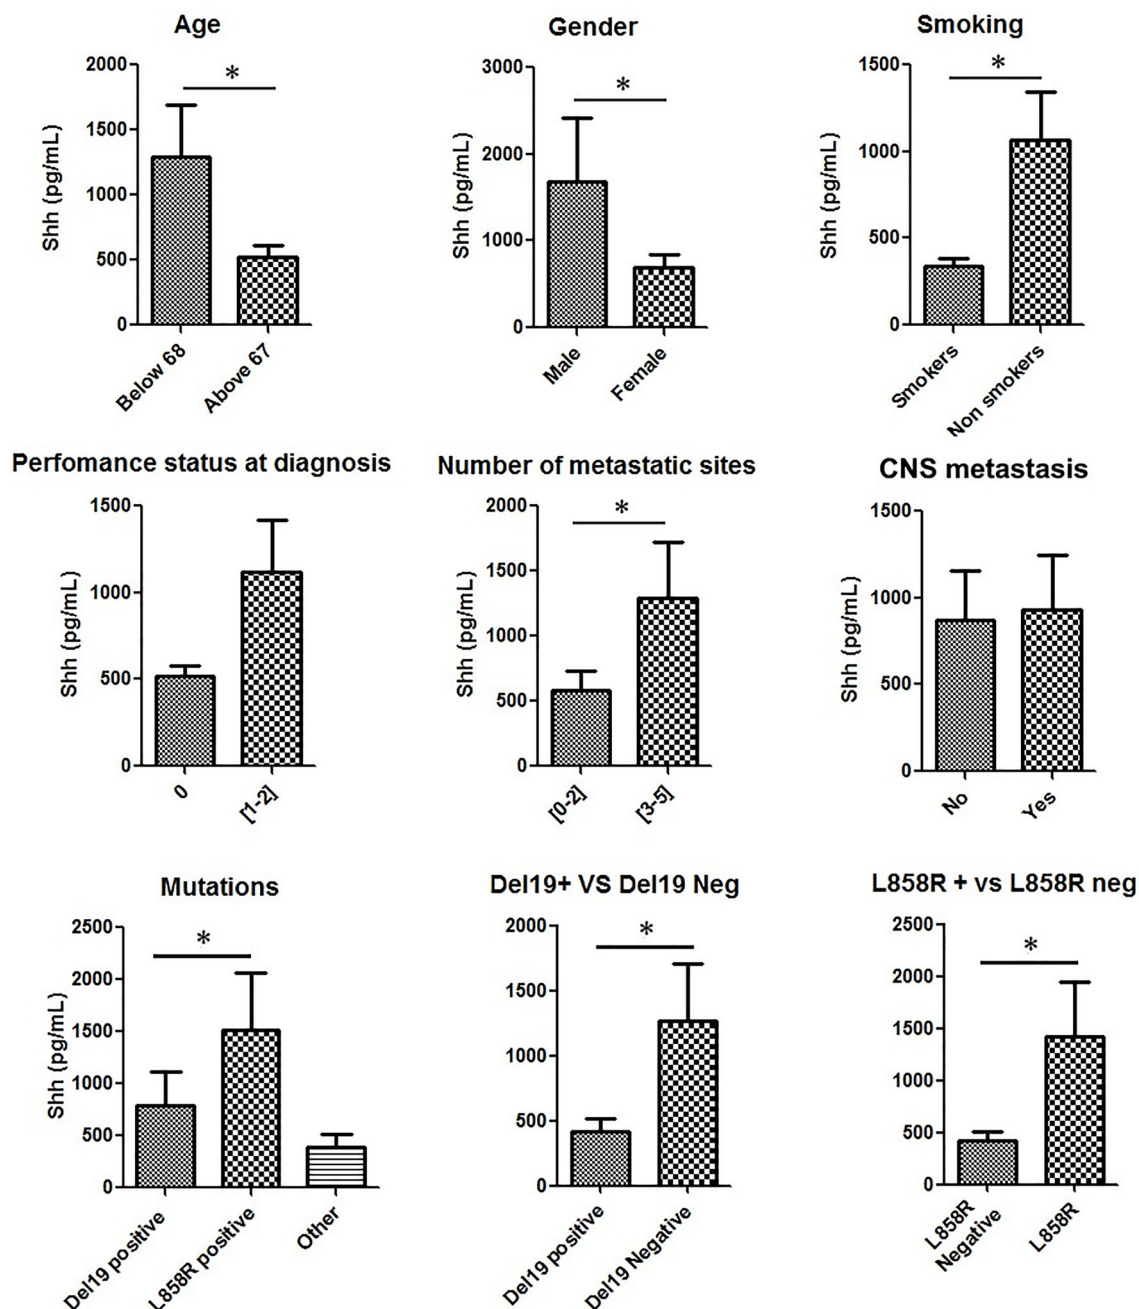 Age
Gender
Smoking
Shh (pg/mL)
2000
1500
1000
500
0
*
Below 68
Above 67
Shh (pg/mL)
3000
2000
1000
0
*
Male
Female
Shh (pg/mL)
1500
1000
500
0
*
Smokers
Non smokers
Perfomance status at diagnosis
Number of metastatic sites
CNS metastasis
Shh (pg/mL)
1500
1000
500
0
0
[1-2]
Shh (pg/mL)
2000
1500
1000
500
0
*
[0-2]
[3-5]
Shh (pg/mL)
1500
1000
500
0
No
Yes
Mutations
Del19+ VS Del19 Neg
L858R + vs L858R neg
Shh (pg/mL)
2500
2000
1500
1000
500
0
*
Del19 positive
L858R positive
Other
2000
1500
1000
500
0
*
Del19 positive
Del19 Negative
2500
2000
1500
1000
500
0
*
L858R
Negative
L858R